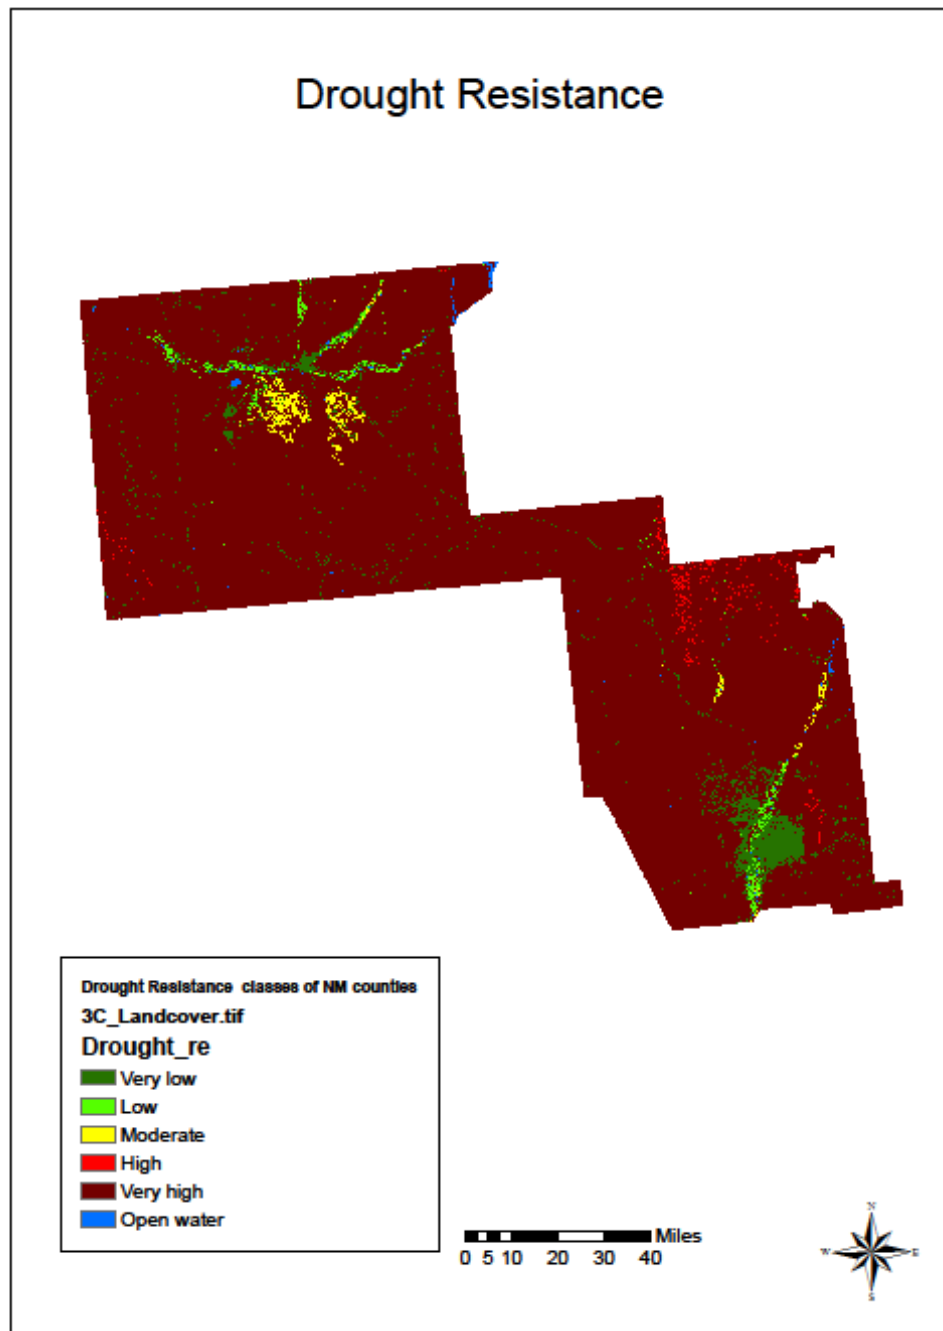 Drought Resistance
Drought Resistance classes of NM counties
3C_Landcover.tif
Drought_re
Very low
Low
Moderate
High
Very high
Open water
Miles
0 5 10 20 30 40
N
W E
S